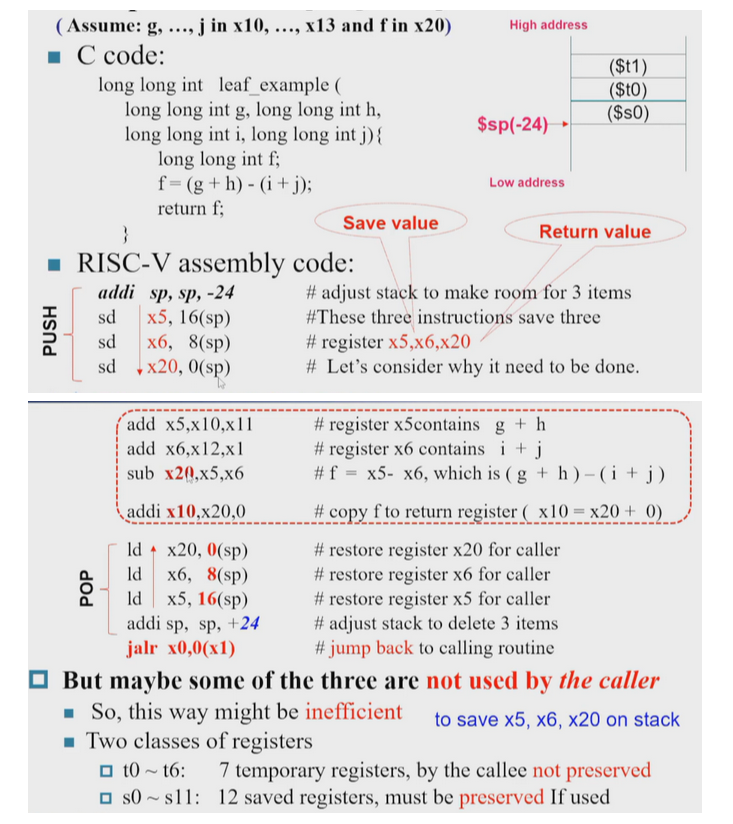 ( Assume: g, …, j in x10, …, x13 and f in x20)
High address
C code:
long long int leaf_example (
long long int g, long long int h,
long long int i, long long int j){
long long int f;
f = (g + h) - (i + j);
return f;
}
($t1)
($t0)
($s0)
$sp(-24)
Low address
Save value
Return value
RISC-V assembly code:
PUSH
addi sp, sp, -24 # adjust stack to make room for 3 items
sd x5, 16(sp) #These three instructions save three
sd x6, 8(sp) # register x5,x6,x20
sd x20, 0(sp) # Let's consider why it need to be done.
add x5,x10,x11 # register x5contains g + h
add x6,x12,x1 # register x6 contains i + j
sub x20,x5,x6 # f = x5- x6, which is ( g + h ) – ( i + j )
addi x10,x20,0 # copy f to return register ( x10 = x20 + 0)
POP
ld x20, 0(sp) # restore register x20 for caller
ld x6, 8(sp) # restore register x6 for caller
ld x5, 16(sp) # restore register x5 for caller
addi sp, sp, +24 # adjust stack to delete 3 items
jalr x0,0(x1) # jump back to calling routine
But maybe some of the three are not used by the caller
So, this way might be inefficient to save x5, x6, x20 on stack
Two classes of registers
t0 ~ t6: 7 temporary registers, by the callee not preserved
s0 ~ s11: 12 saved registers, must be preserved If used